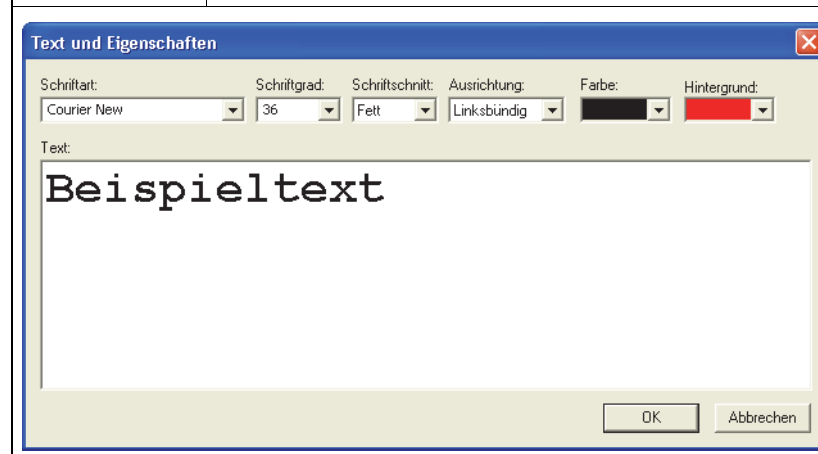 Text und Eigenschaften
Schriftart: Schriftgrad: Schriftschnitt: Ausrichtung: Farbe: Hintergrund:
Courier New 36 Fett Linksbündig
Text:
Beispieltext
OK Abbrechen